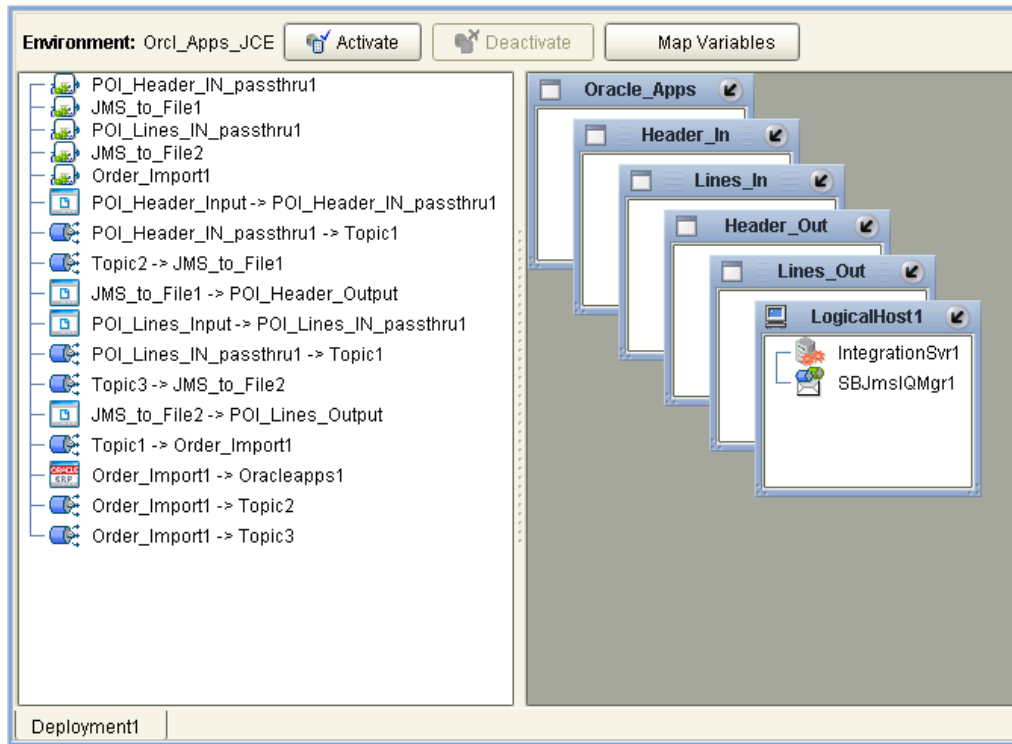 Environment: Orcl_Apps_JCE Activate Deactivate Map Variables
POI_Header_IN_passthru1
JMS_to_File1
POI_Lines_IN_passthru1
JMS_to_File2
Order_Import1
POI_Header_Input -> POI_Header_IN_passthru1
POI_Header_IN_passthru1 -> Topic1
Topic2 -> JMS_to_File1
JMS_to_File1 -> POI_Header_Output
POI_Lines_Input -> POI_Lines_IN_passthru1
POI_Lines_IN_passthru1 -> Topic1
Topic3 -> JMS_to_File2
JMS_to_File2 -> POI_Lines_Output
Topic1 -> Order_Import1
ORACLE
ERP
Order_Import1 -> Oracleapps1
Order_Import1 -> Topic2
Order_Import1 -> Topic3
Oracle_Apps
Header_In
Lines_In
Header_Out
Lines_Out
LogicalHost1
IntegrationSvr1
SBJmsIQMgr1
Deployment1